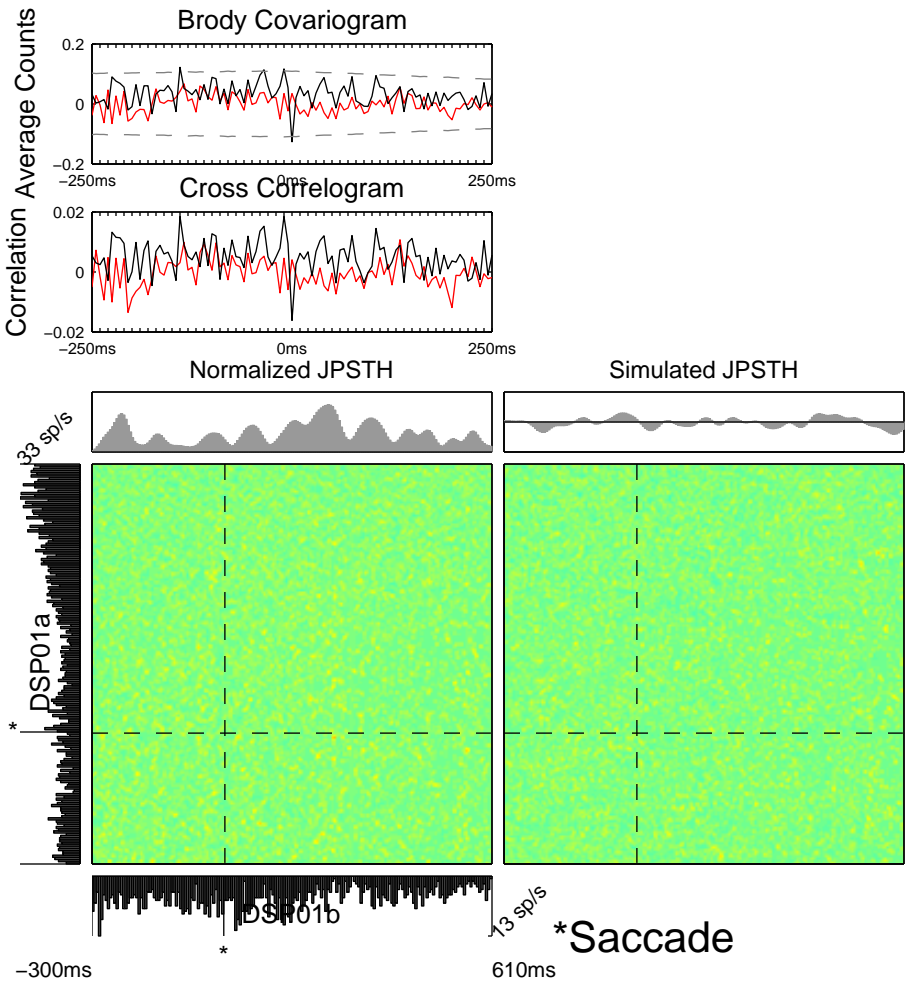 Brody Covariogram
Average Counts
0.2
0
−0.2
−250ms
0ms
250ms
Cross Correlogram
Correlation
0.02
0
−0.02
−250ms
0ms
250ms
Normalized JPSTH
Simulated JPSTH
33 sp/s
DSP01a
*
DSP01b
13 sp/s
*
*Saccade
−300ms
610ms